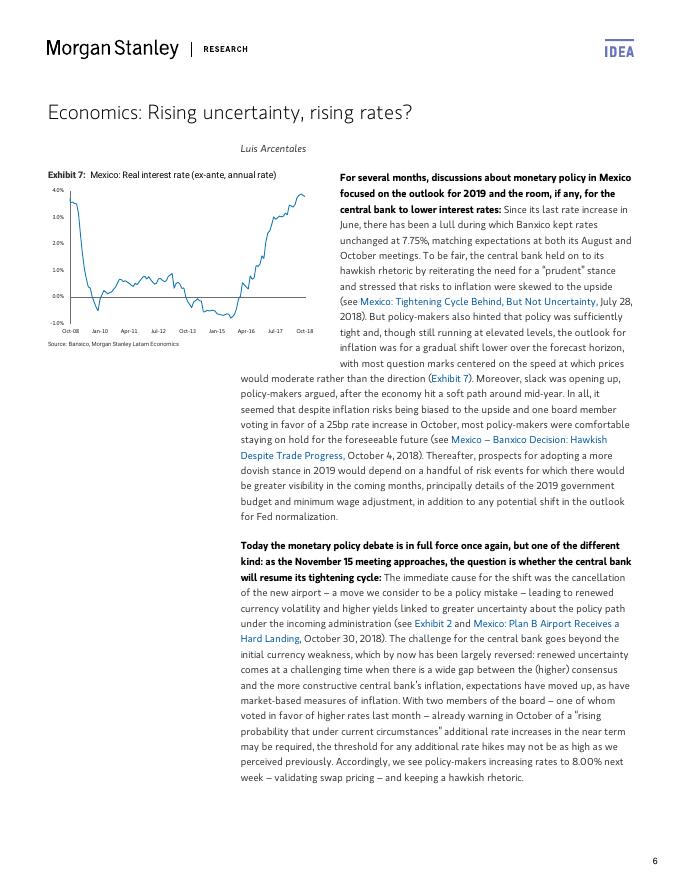 Morgan Stanley | RESEARCH
IDEA
Economics: Rising uncertainty, rising rates?
Luis Arcentales
Exhibit 7: Mexico: Real interest rate (ex-ante, annual rate)
4.0%
3.0%
2.0%
1.0%
0.0%
-1.0%
Oct-08 Jan-10 Apr-11 Jul-12 Oct-13 Jan-15 Apr-16 Jul-17 Oct-18
Source: Banxico, Morgan Stanley Latam Economics
For several months, discussions about monetary policy in Mexico
focused on the outlook for 2019 and the room, if any, for the
central bank to lower interest rates: Since its last rate increase in
June, there has been a lull during which Banxico kept rates
unchanged at 7.75%, matching expectations at both its August and
October meetings. To be fair, the central bank held on to its
hawkish rhetoric by reiterating the need for a "prudent" stance
and stressed that risks to inflation were skewed to the upside
(see Mexico: Tightening Cycle Behind, But Not Uncertainty, July 28,
2018). But policy-makers also hinted that policy was sufficiently
tight and, though still running at elevated levels, the outlook for
inflation was for a gradual shift lower over the forecast horizon,
with most question marks centered on the speed at which prices
would moderate rather than the direction (Exhibit 7). Moreover, slack was opening up,
policy-makers argued, after the economy hit a soft path around mid-year. In all, it
seemed that despite inflation risks being biased to the upside and one board member
voting in favor of a 25bp rate increase in October, most policy-makers were comfortable
staying on hold for the foreseeable future (see Mexico – Banxico Decision: Hawkish
Despite Trade Progress, October 4, 2018). Thereafter, prospects for adopting a more
dovish stance in 2019 would depend on a handful of risk events for which there would
be greater visibility in the coming months, principally details of the 2019 government
budget and minimum wage adjustment, in addition to any potential shift in the outlook
for Fed normalization.
Today the monetary policy debate is in full force once again, but one of the different
kind: as the November 15 meeting approaches, the question is whether the central bank
will resume its tightening cycle: The immediate cause for the shift was the cancellation
of the new airport – a move we consider to be a policy mistake – leading to renewed
currency volatility and higher yields linked to greater uncertainty about the policy path
under the incoming administration (see Exhibit 2 and Mexico: Plan B Airport Receives a
Hard Landing, October 30, 2018). The challenge for the central bank goes beyond the
initial currency weakness, which by now has been largely reversed: renewed uncertainty
comes at a challenging time when there is a wide gap between the (higher) consensus
and the more constructive central bank's inflation, expectations have moved up, as have
market-based measures of inflation. With two members of the board – one of whom
voted in favor of higher rates last month – already warning in October of a "rising
probability that under current circumstances" additional rate increases in the near term
may be required, the threshold for any additional rate hikes may not be as high as we
perceived previously. Accordingly, we see policy-makers increasing rates to 8.00% next
week – validating swap pricing – and keeping a hawkish rhetoric.
6